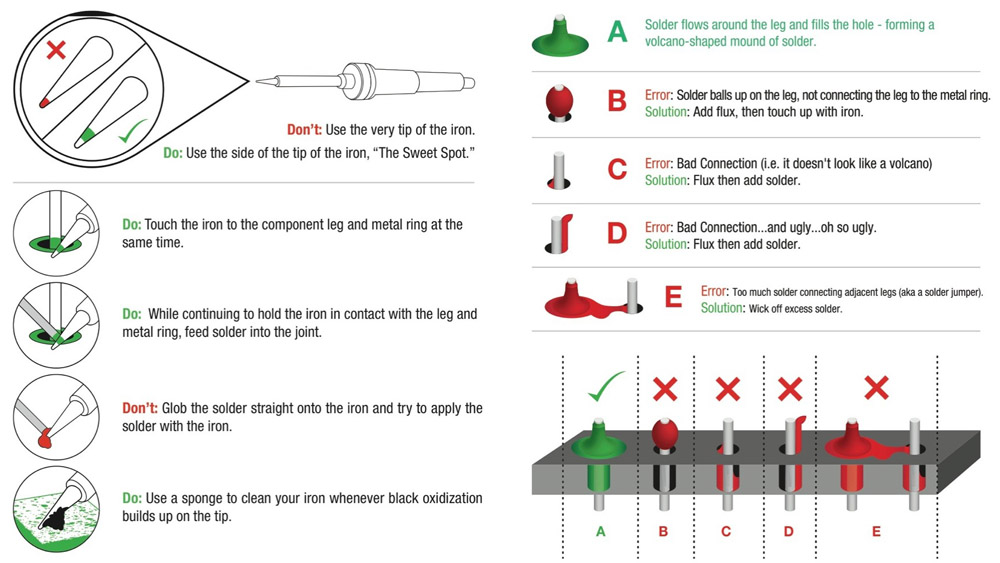 Don't: Use the very tip of the iron.
Do: Use the side of the tip of the iron, “The Sweet Spot.”
Do: Touch the iron to the component leg and metal ring at the
same time.
Do: While continuing to hold the iron in contact with the leg and
metal ring, feed solder into the joint.
Don't: Glob the solder straight onto the iron and try to apply the
solder with the iron.
Do: Use a sponge to clean your iron whenever black oxidization
builds up on the tip.
A
Solder flows around the leg and fills the hole - forming a
volcano-shaped mound of solder.
B
Error: Solder balls up on the leg, not connecting the leg to the metal ring.
Solution: Add flux, then touch up with iron.
C
Error: Bad Connection (i.e. it doesn't look like a volcano)
Solution: Flux then add solder.
D
Error: Bad Connection...and ugly...oh so ugly.
Solution: Flux then add solder.
E
Error: Too much solder connecting adjacent legs (aka a solder jumper).
Solution: Wick off excess solder.
A B C D E